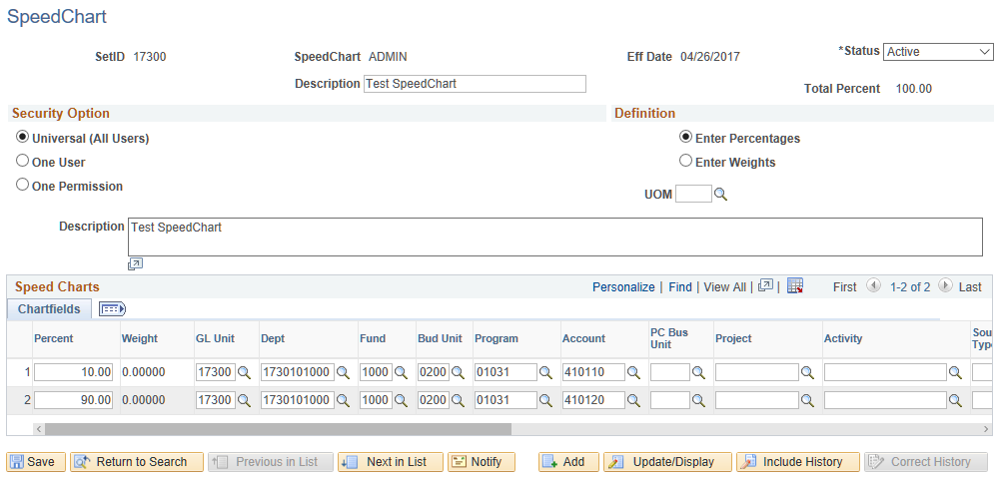 SpeedChart
SetID 17300 SpeedChart ADMIN Eff Date 04/26/2017 *Status Active
Description Test SpeedChart
Total Percent 100.00
Security Option Definition
Universal (All Users) Enter Percentages
One User Enter Weights
One Permission
UOM
Description Test SpeedChart
Speed Charts Personalize | Find | View All | | First 1-2 of 2 Last
Chartfields
Percent Weight GL Unit Dept Fund Bud Unit Program Account PC Bus Unit Project Activity Sou Type
1 10.00 0.00000 17300 1730101000 1000 0200 01031 410110
2 90.00 0.00000 17300 1730101000 1000 0200 01031 410120
Save Return to Search Previous in List Next in List Notify Add Update/Display Include History Correct History